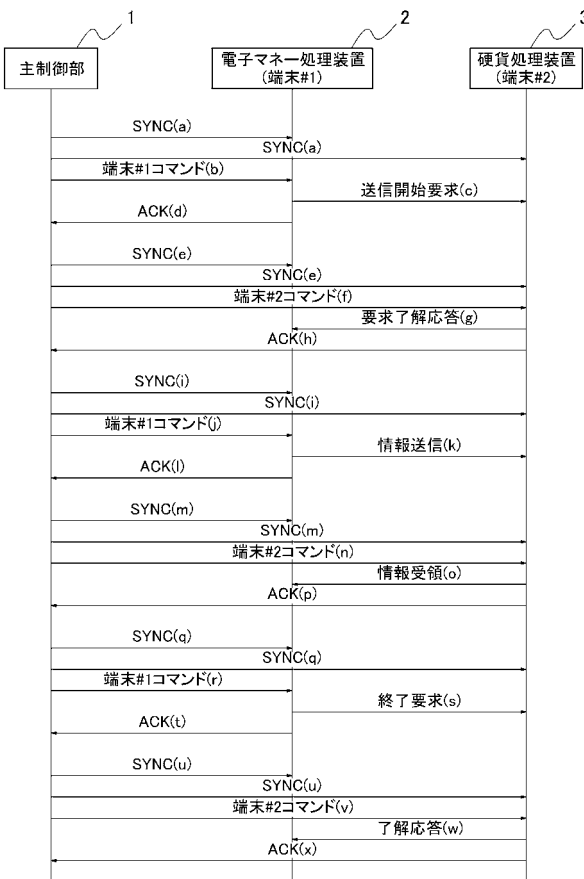 1
2
3
主制御部
電子マネー処理装置
(端末#1)
硬貨処理装置
(端末#2)
SYNC(a)
SYNC(a)
端末#1コマンド(b)
送信開始要求(c)
ACK(d)
SYNC(e)
SYNC(e)
端末#2コマンド(f)
要求了解応答(g)
ACK(h)
SYNC(i)
SYNC(i)
端末#1コマンド(j)
情報送信(k)
ACK(l)
SYNC(m)
SYNC(m)
端末#2コマンド(n)
情報受領(o)
ACK(p)
SYNC(q)
SYNC(q)
端末#1コマンド(r)
終了要求(s)
ACK(t)
SYNC(u)
SYNC(u)
端末#2コマンド(v)
了解応答(w)
ACK(x)